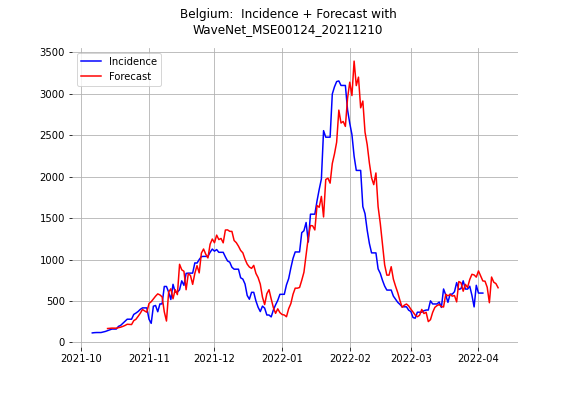 Belgium:  Incidence + Forecast with
WaveNet_MSE00124_20211210
Incidence
Forecast
3500
3000
2500
2000
1500
1000
500
0
2021-10 2021-11 2021-12 2022-01 2022-02 2022-03 2022-04